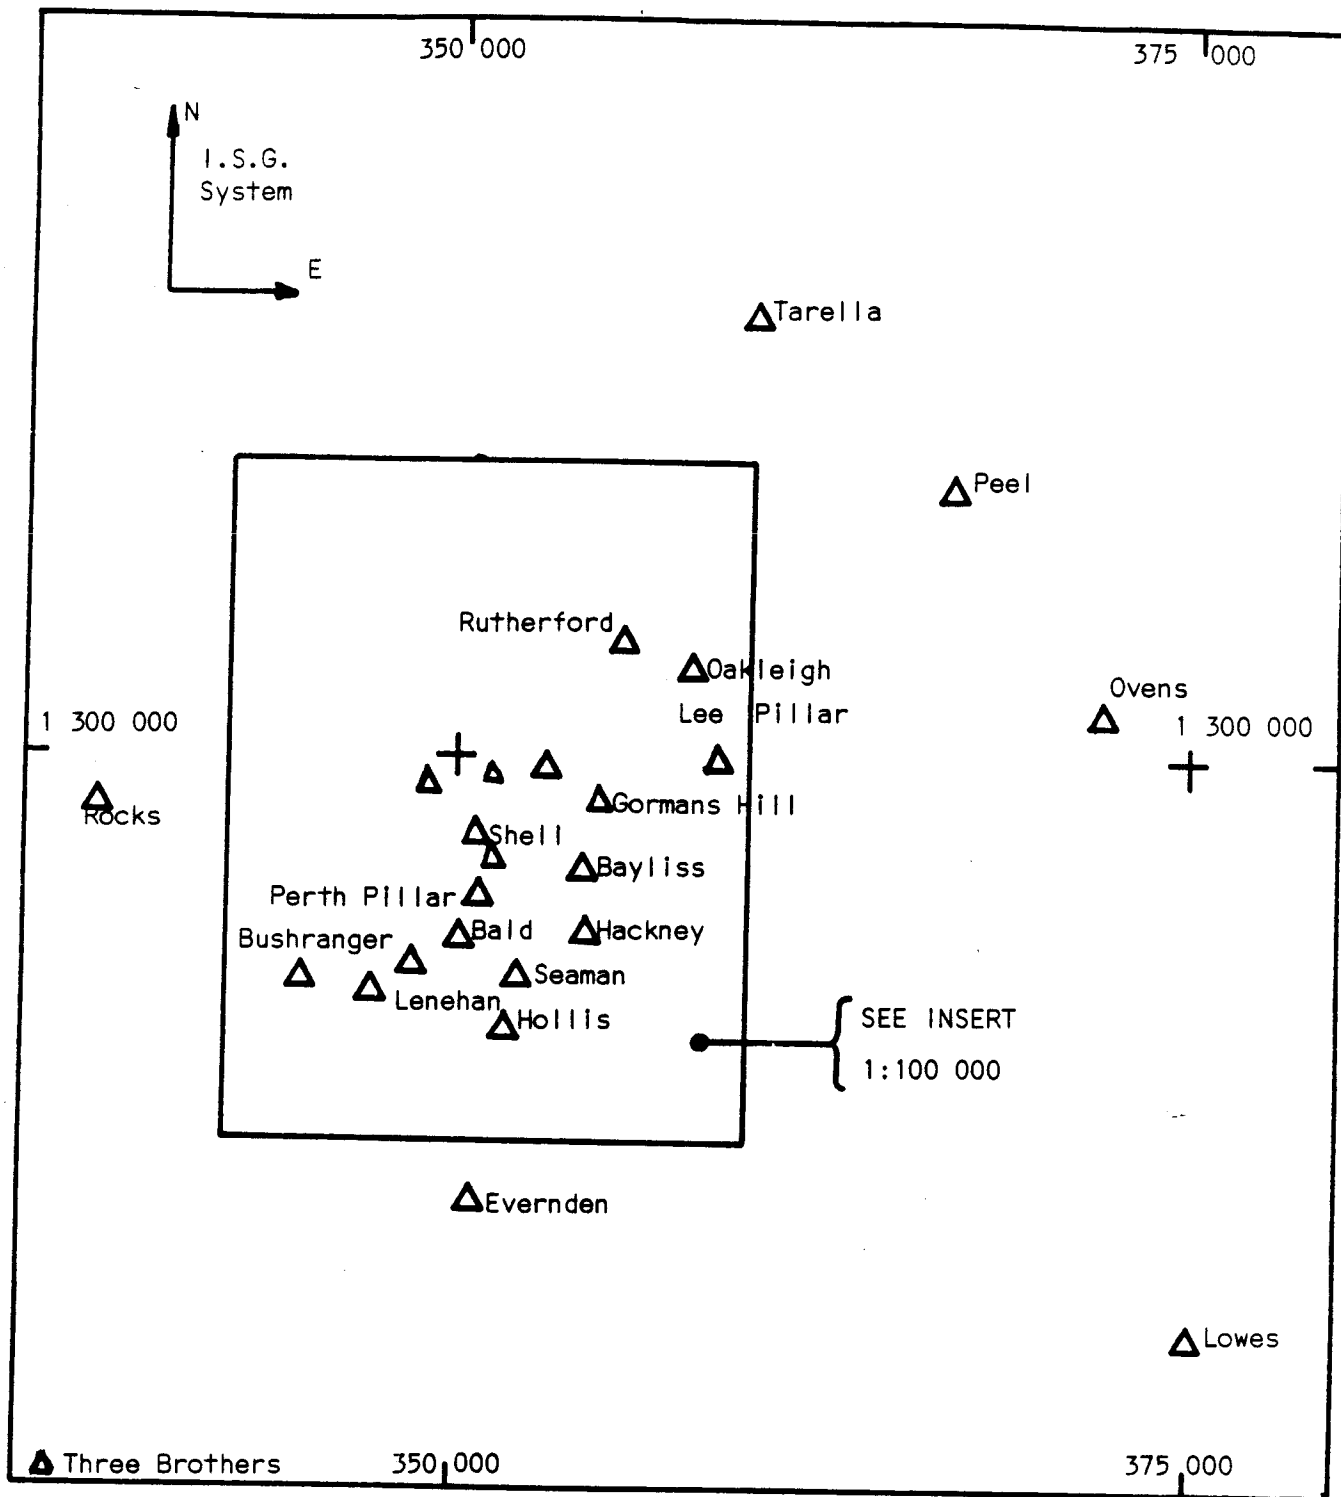 350 000
375 000
N
I.S.G.
System
E
Tarella
Peel
Rutherford
Oakleigh
Ovens
Lee Pillar
1 300 000
1 300 000
Rocks
Gormans Hill
Shell
Bayliss
Perth Pillar
Bald
Hackney
Bushranger
Seaman
Lenehan
Hollis
SEE INSERT
1:100 000
Evernden
Lowes
Three Brothers
350 000
375 000